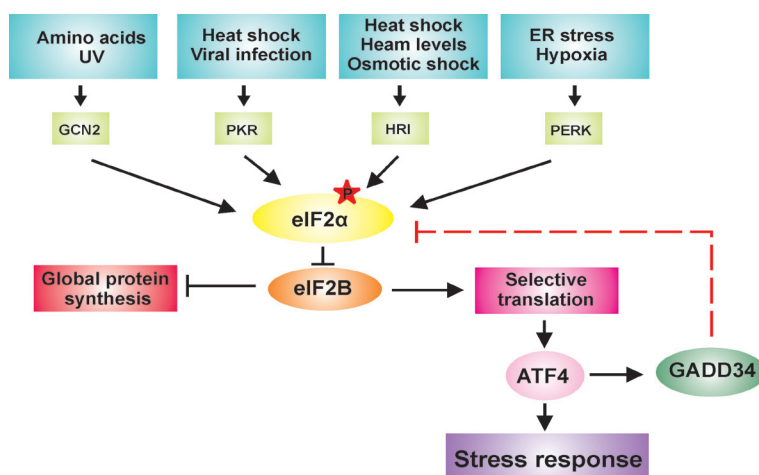 Amino acids
UV
Heat shock
Viral infection
Heat shock
Heam levels
Osmotic shock
ER stress
Hypoxia
GCN2
PKR
HRI
PERK
P
eIF2α
Global protein
synthesis
eIF2B
Selective
translation
ATF4
GADD34
Stress response